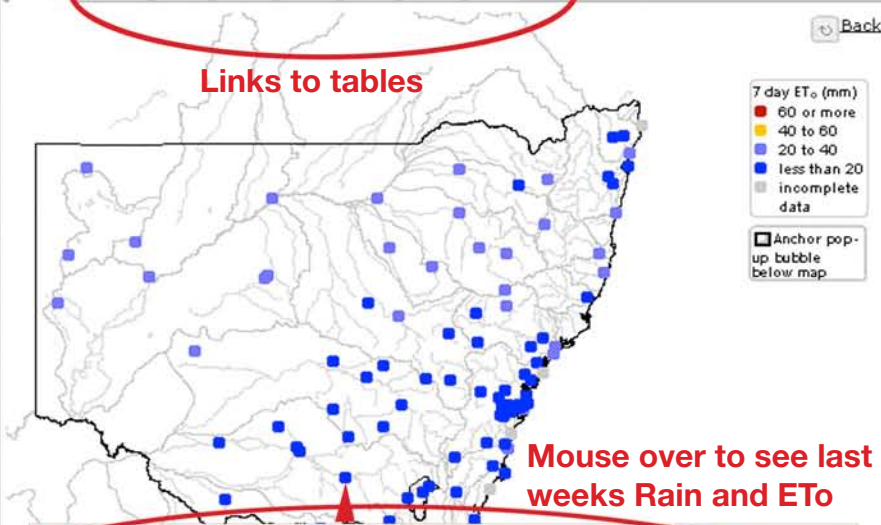 Back
Links to tables
7 day ETₒ (mm)
60 or more
40 to 60
20 to 40
less than 20
incomplete
data
Anchor pop-
up bubble
below map
Mouse over to see last
weeks Rain and ETo